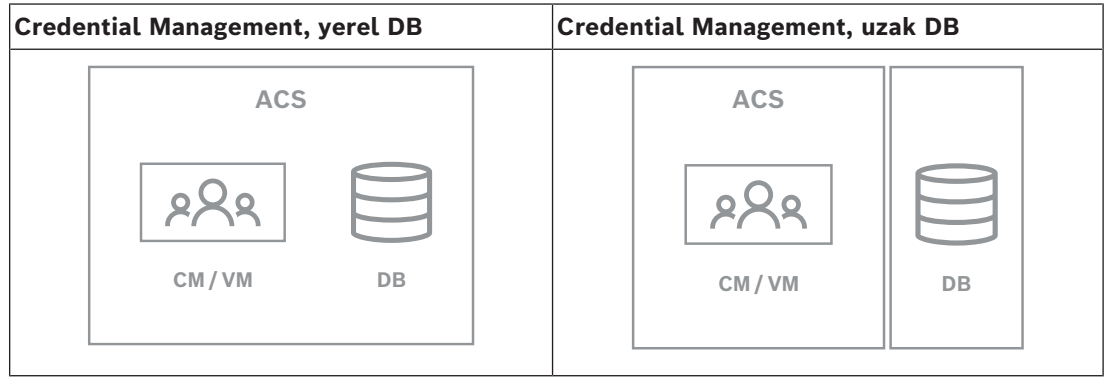 Credential Management, yerel DB
Credential Management, uzak DB
ACS
CM / VM
DB
ACS
CM / VM
DB